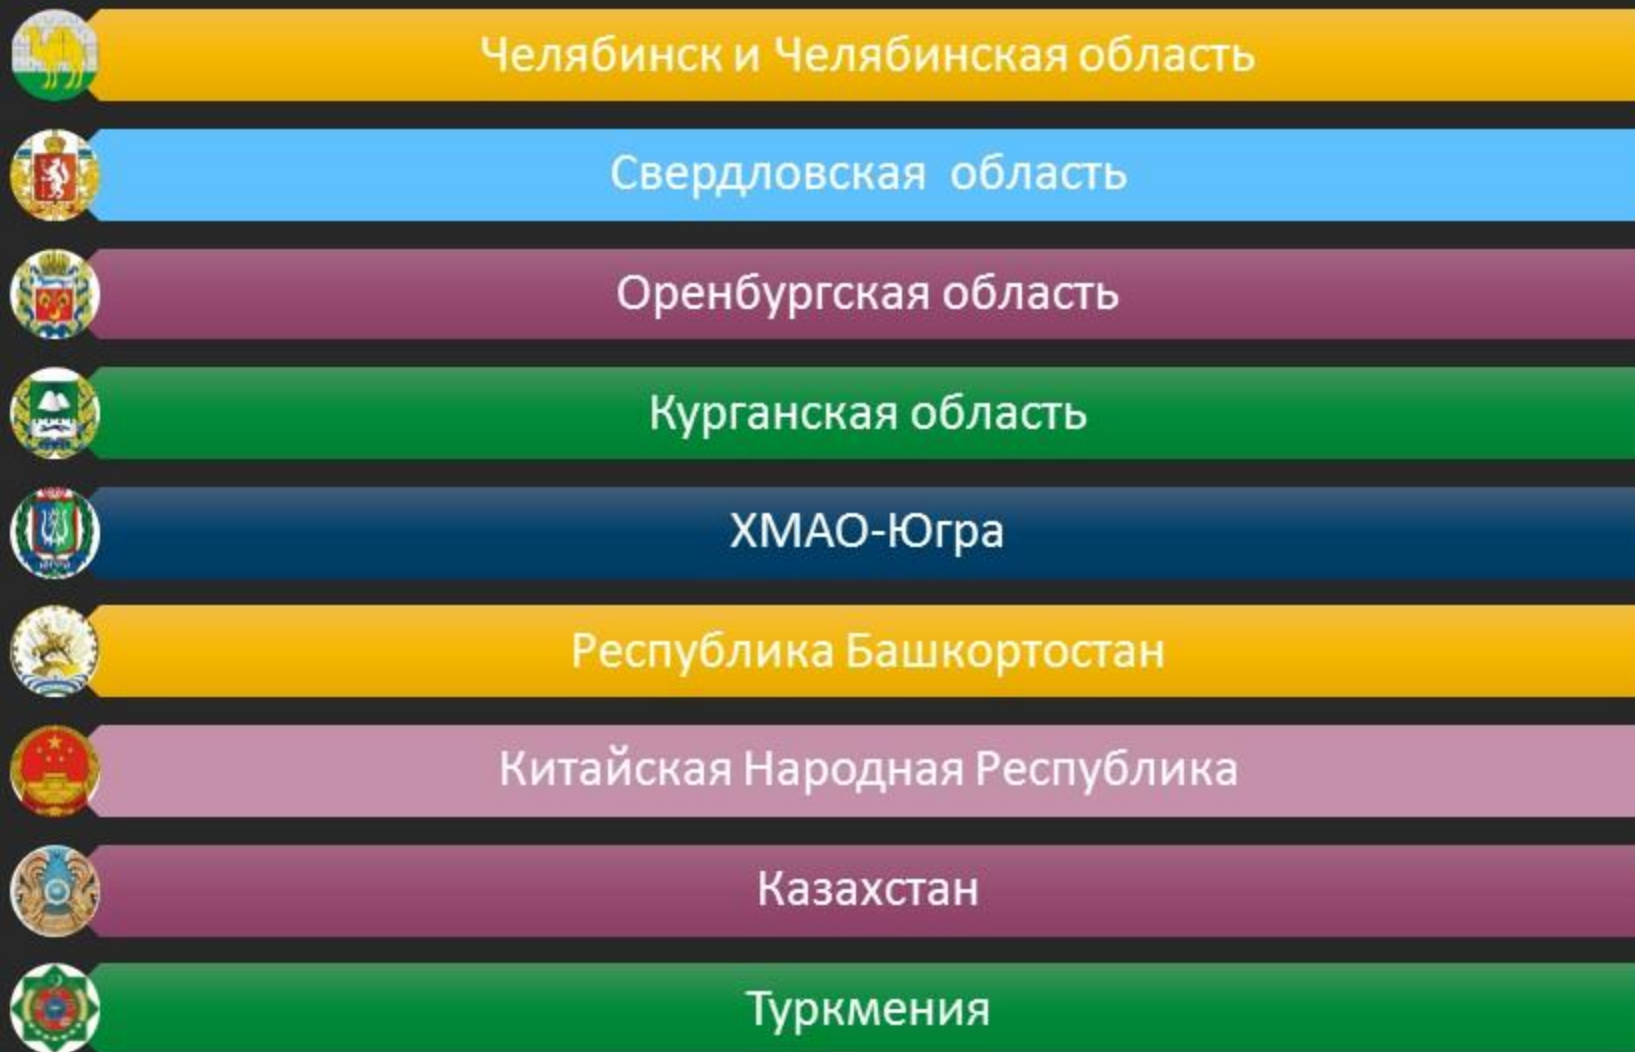 Челябинск и Челябинская область
Свердловская область
Оренбургская область
Курганская область
ХМАО-Югра
Республика Башкортостан
Китайская Народная Республика
Казахстан
Туркмения